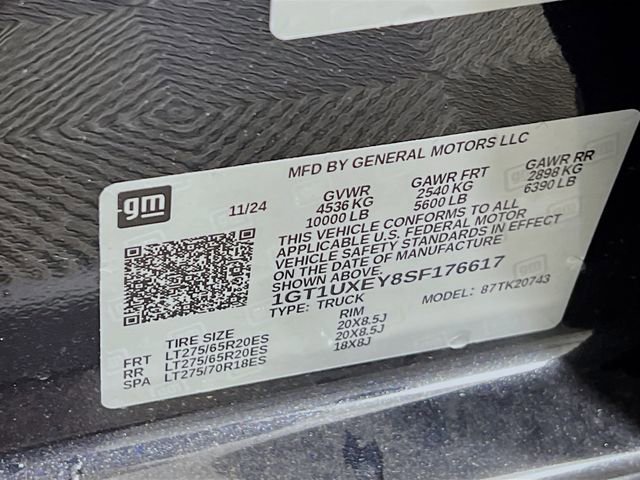 gm
MFD BY GENERAL MOTORS LLC
11/24
GVWR
4536 KG
10000 LB
GAWR FRT
2540 KG
5600 LB
GAWR RR
2898 KG
6390 LB
THIS VEHICLE CONFORMS TO ALL
APPLICABLE U.S. FEDERAL MOTOR
VEHICLE SAFETY STANDARDS IN EFFECT
ON THE DATE OF MANUFACTURE
SHOWN ABOVE.
1GT1UXEY8SF176617
TYPE: TRUCK
MODEL: 87TK20743
TIRE SIZE RIM
FRT LT275/65R20ES 20X8.5J
RR LT275/65R20ES 20X8.5J
SPA LT275/70R18ES 18X8J